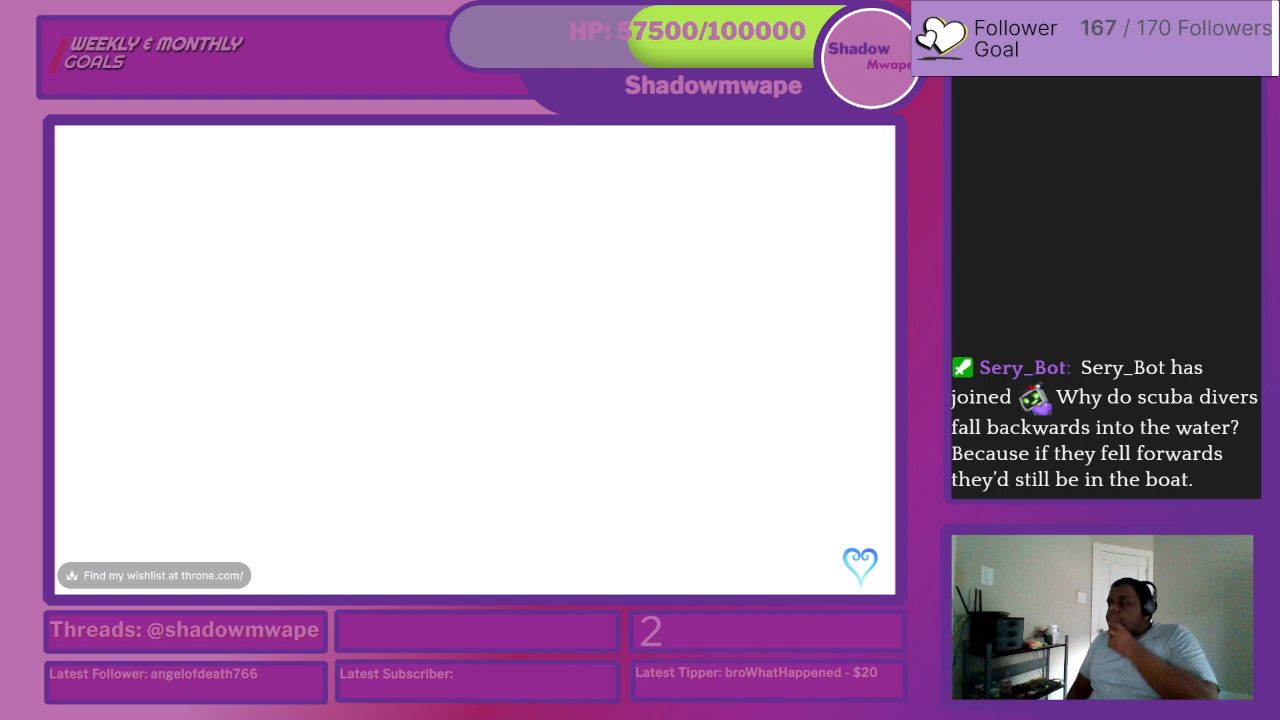 WEEKLY & MONTHLY
GOALS
HP: 57500/100000
Shadowmwape
Shadow
Mwape
Follower
Goal
167 / 170 Followers
Sery_Bot: Sery_Bot has
joined Why do scuba divers
fall backwards into the water?
Because if they fell forwards
they'd still be in the boat.
Find my wishlist at throne.com/
Threads: @shadowmwape
2
Latest Follower: angelofdeath766
Latest Subscriber:
Latest Tipper: broWhatHappened - $20